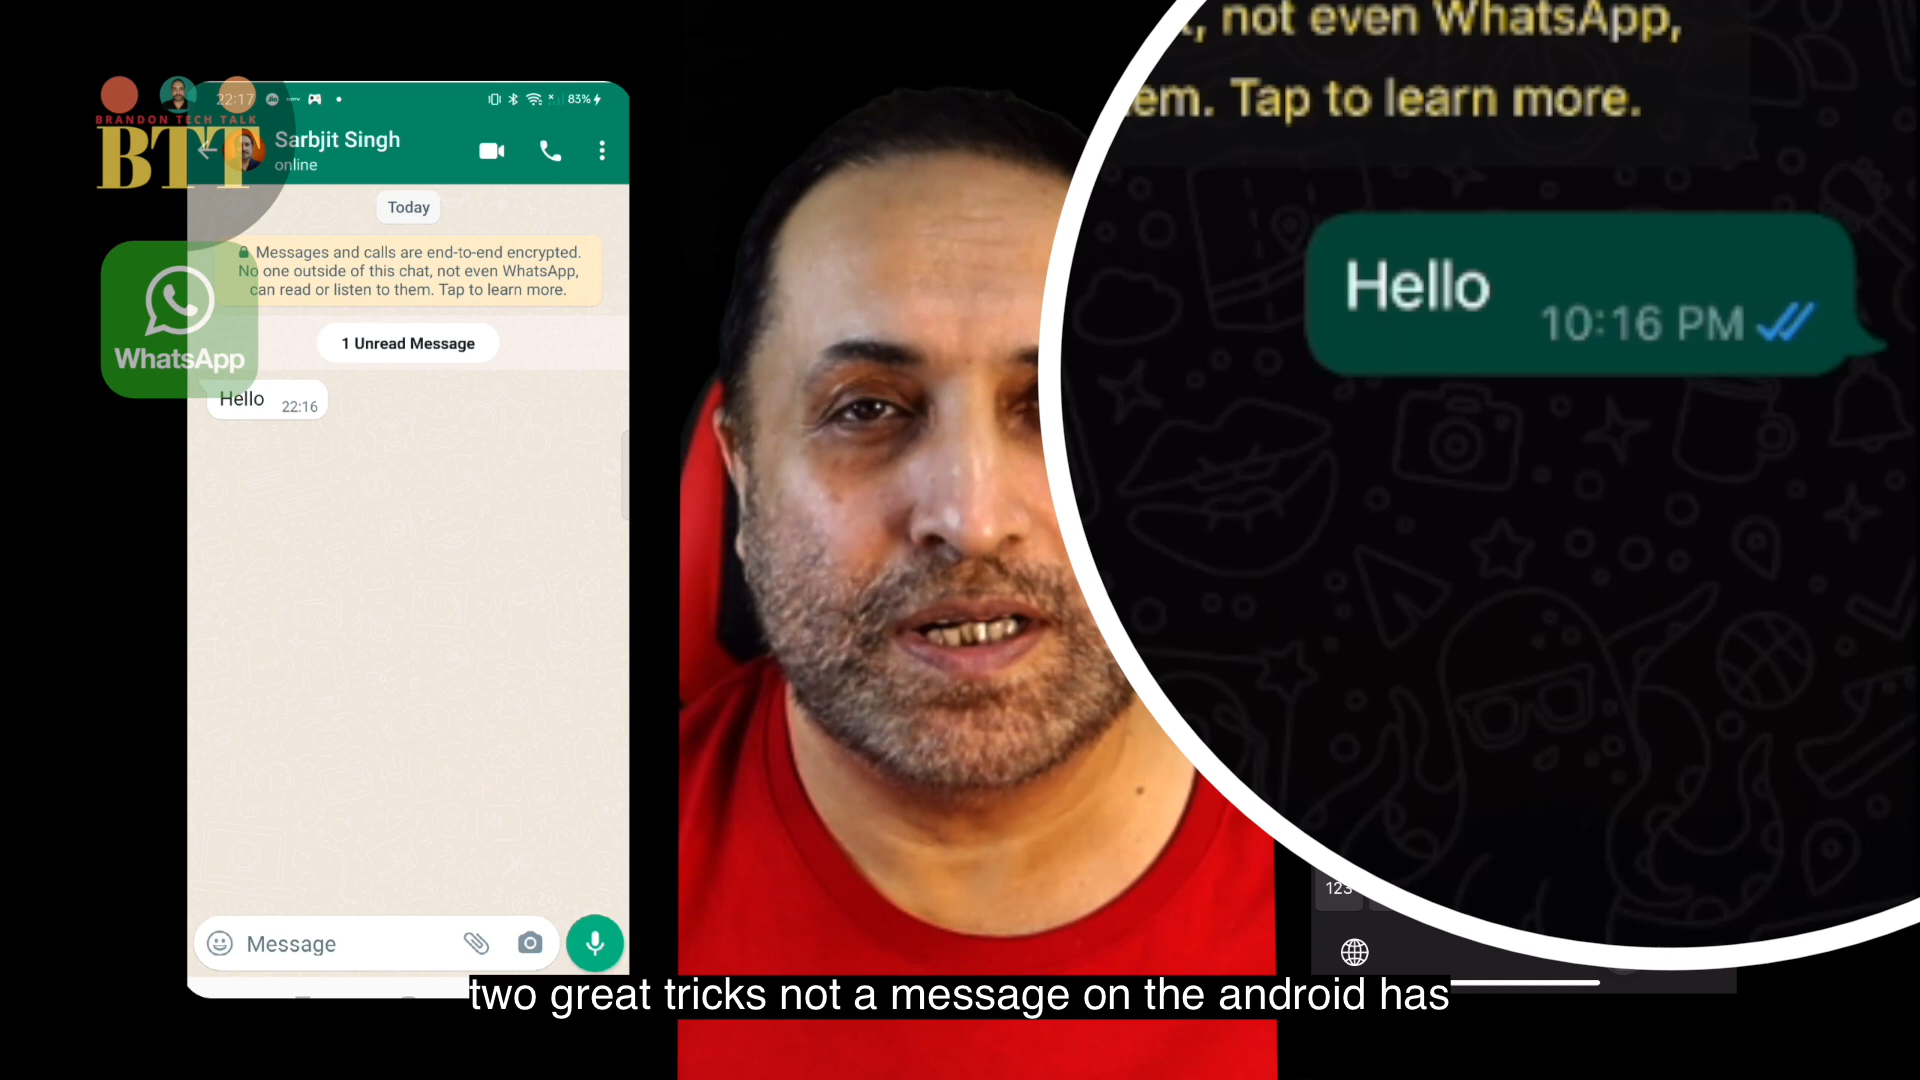 BRANDON TECH TALK
BTT
22:17
83%
Sarbjit Singh
online
Today
Messages and calls are end-to-end encrypted.
No one outside of this chat, not even WhatsApp,
can read or listen to them. Tap to learn more.
WhatsApp
1 Unread Message
Hello 22:16
Message
, not even WhatsApp,
em. Tap to learn more.
Hello
10:16 PM
123
two great tricks not a message on the android has